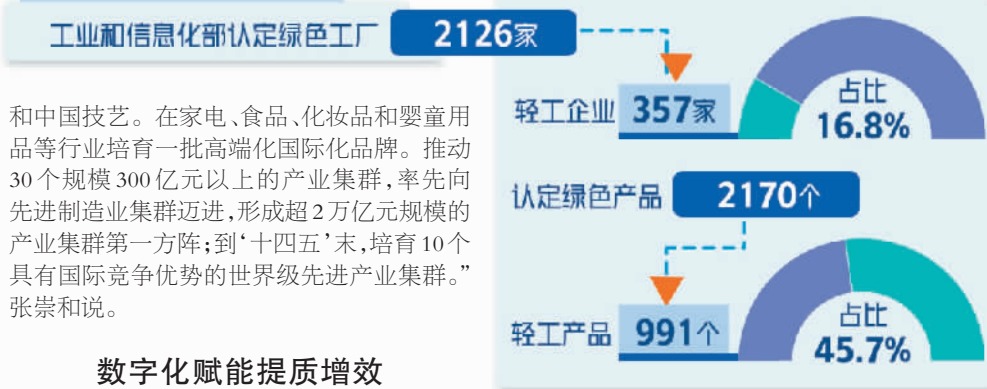 工业和信息化部认定绿色工厂 2126家
轻工企业 357家
占比
16.8%
认定绿色产品 2170个
轻工产品 991个
占比
45.7%
和中国技艺。在家电、食品、化妆品和婴童用
品等行业培育一批高端化国际化品牌。推动
30个规模300亿元以上的产业集群，率先向
先进制造业集群迈进，形成超2万亿元规模的
产业集群第一方阵；到‘十四五’末，培育10个
具有国际竞争优势的世界级先进产业集群。”
张崇和说。
数字化赋能提质增效